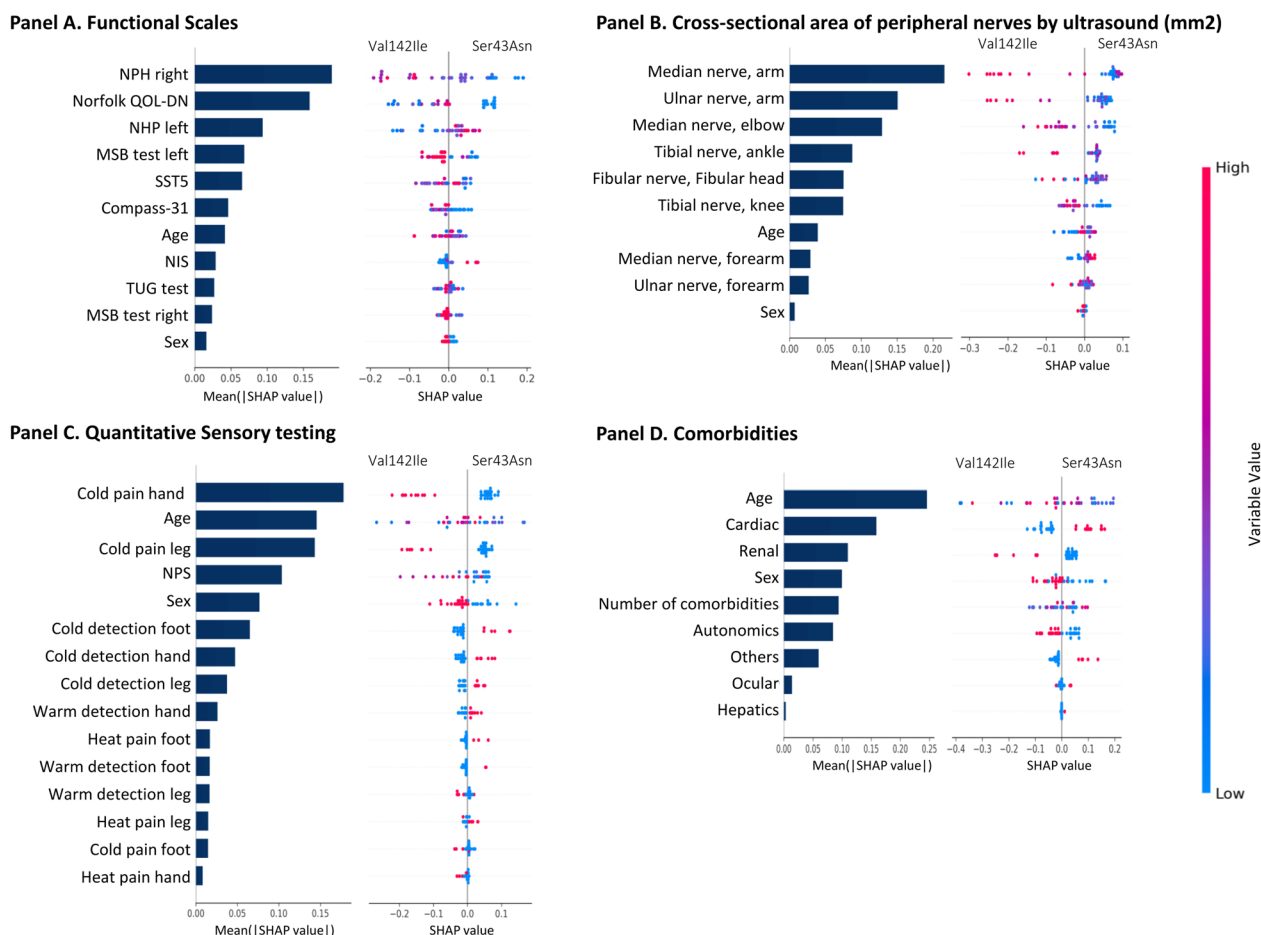 Panel A. Functional Scales
Val142Ile Ser43Asn
NPH right
Norfolk QOL-DN
NHP left
MSB test left
SST5
Compass-31
Age
NIS
TUG test
MSB test right
Sex
0.00 0.05 0.10 0.15
−0.2 −0.1 0.0 0.1 0.2
Mean(|SHAP value|) SHAP value
Panel B. Cross-sectional area of peripheral nerves by ultrasound (mm2)
Val142Ile Ser43Asn
Median nerve, arm
Ulnar nerve, arm
Median nerve, elbow
Tibial nerve, ankle
Fibular nerve, Fibular head
Tibial nerve, knee
Age
Median nerve, forearm
Ulnar nerve, forearm
Sex
0.00 0.05 0.10 0.15 0.20
−0.3 −0.2 −0.1 0.0 0.1
Mean(|SHAP value|) SHAP value
Panel C. Quantitative Sensory testing
Val142Ile Ser43Asn
Cold pain hand
Age
Cold pain leg
NPS
Sex
Cold detection foot
Cold detection hand
Cold detection leg
Warm detection hand
Heat pain foot
Warm detection foot
Warm detection leg
Heat pain leg
Cold pain foot
Heat pain hand
0.00 0.05 0.10 0.15
−0.2 −0.1 0.0 0.1
Mean(|SHAP value|) SHAP value
Panel D. Comorbidities
Val142Ile Ser43Asn
Age
Cardiac
Renal
Sex
Number of comorbidities
Autonomics
Others
Ocular
Hepatics
0.00 0.05 0.10 0.15 0.20 0.25
−0.4 −0.3 −0.2 −0.1 0.0 0.1 0.2
Mean(|SHAP value|) SHAP value
High
Variable Value
Low